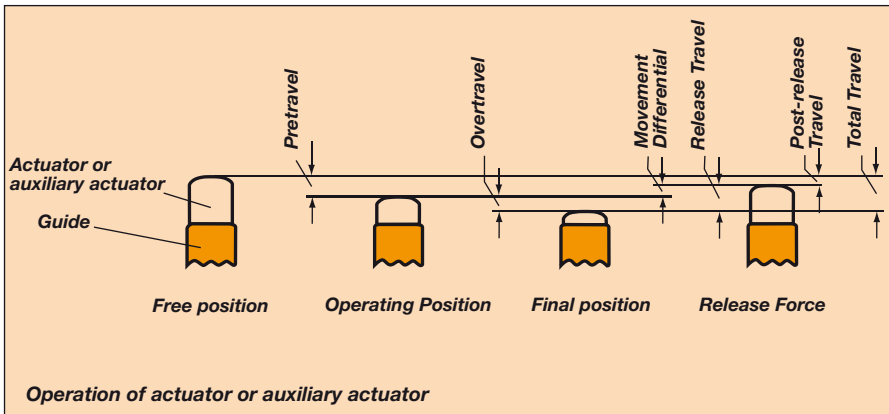 Pretravel
Overtravel
Movement
Differential
Release Travel
Post-release
Travel
Total Travel
Actuator or
auxiliary actuator
Guide
Free position
Operating Position
Final position
Release Force
Operation of actuator or auxiliary actuator